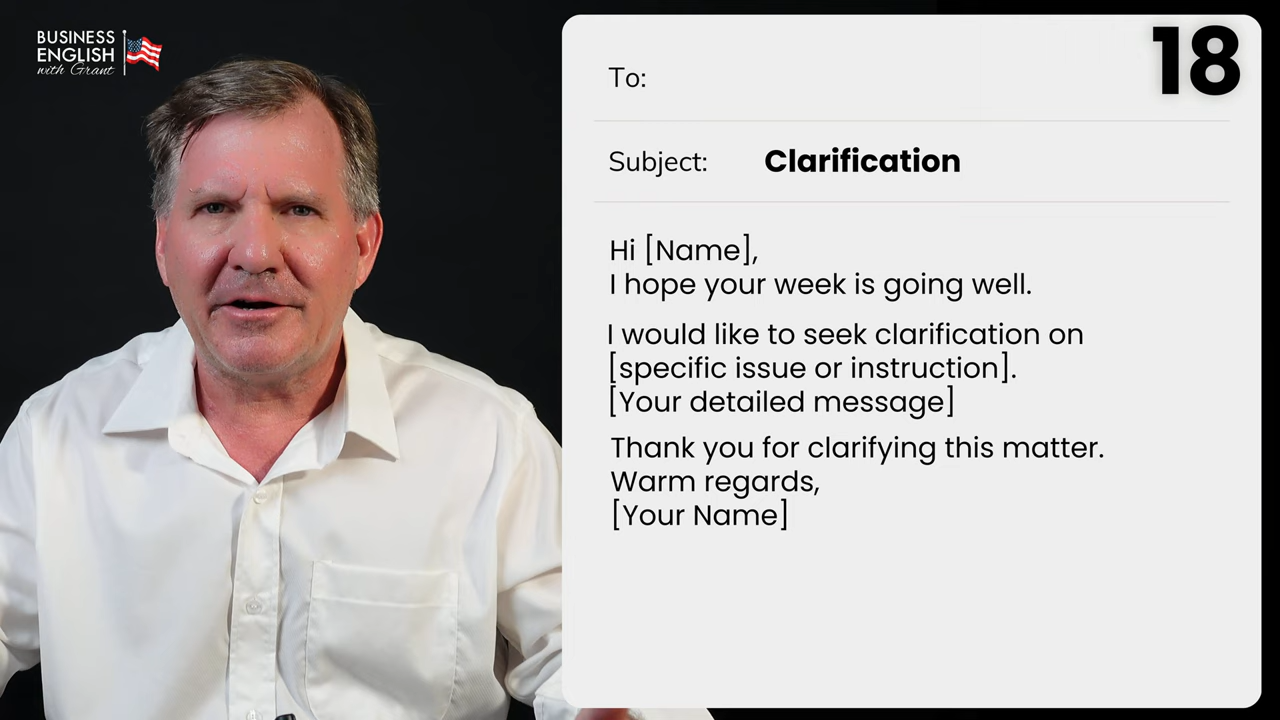 BUSINESS
ENGLISH
with Grant
18
To:
Subject: Clarification
Hi [Name],
I hope your week is going well.
I would like to seek clarification on
[specific issue or instruction].
[Your detailed message]
Thank you for clarifying this matter.
Warm regards,
[Your Name]